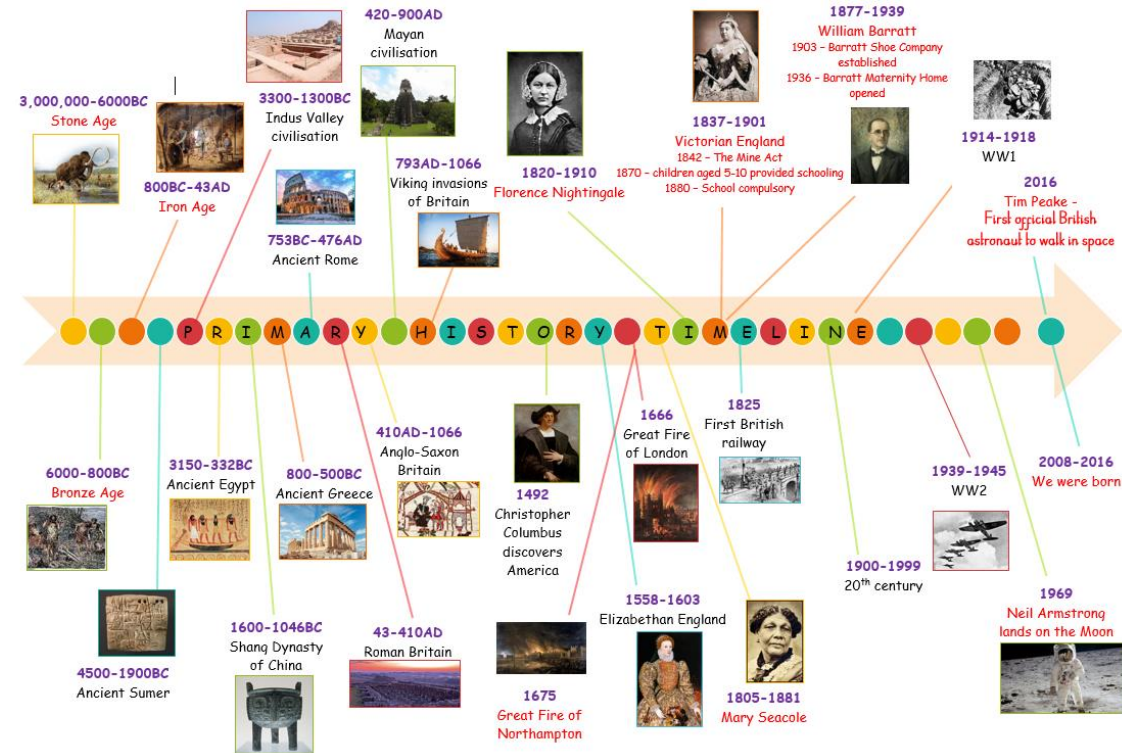 3,000,000-6000BC
Stone Age
800BC-43AD
Iron Age
3300-1300BC
Indus Valley
civilisation
753BC-476AD
Ancient Rome
420-900AD
Mayan
civilisation
793AD-1066
Viking invasions
of Britain
1820-1910
Florence Nightingale
1837-1901
Victorian England
1842 – The Mine Act
1870 – children aged 5-10 provided schooling
1880 – School compulsory
1877-1939
William Barratt
1903 – Barratt Shoe Company
established
1936 – Barratt Maternity Home
opened
1914-1918
WW1
2016
Tim Peake -
First official British
astronaut to walk in space
PRIMARY HISTORY TIMELINE
6000-800BC
Bronze Age
4500-1900BC
Ancient Sumer
3150-332BC
Ancient Egypt
1600-1046BC
Shang Dynasty
of China
800-500BC
Ancient Greece
43-410AD
Roman Britain
410AD-1066
Anglo-Saxon
Britain
1492
Christopher
Columbus
discovers
America
1675
Great Fire of
Northampton
1558-1603
Elizabethan England
1666
Great Fire
of London
1805-1881
Mary Seacole
1825
First British
railway
1900-1999
20th century
1939-1945
WW2
1969
Neil Armstrong
lands on the Moon
2008-2016
We were born